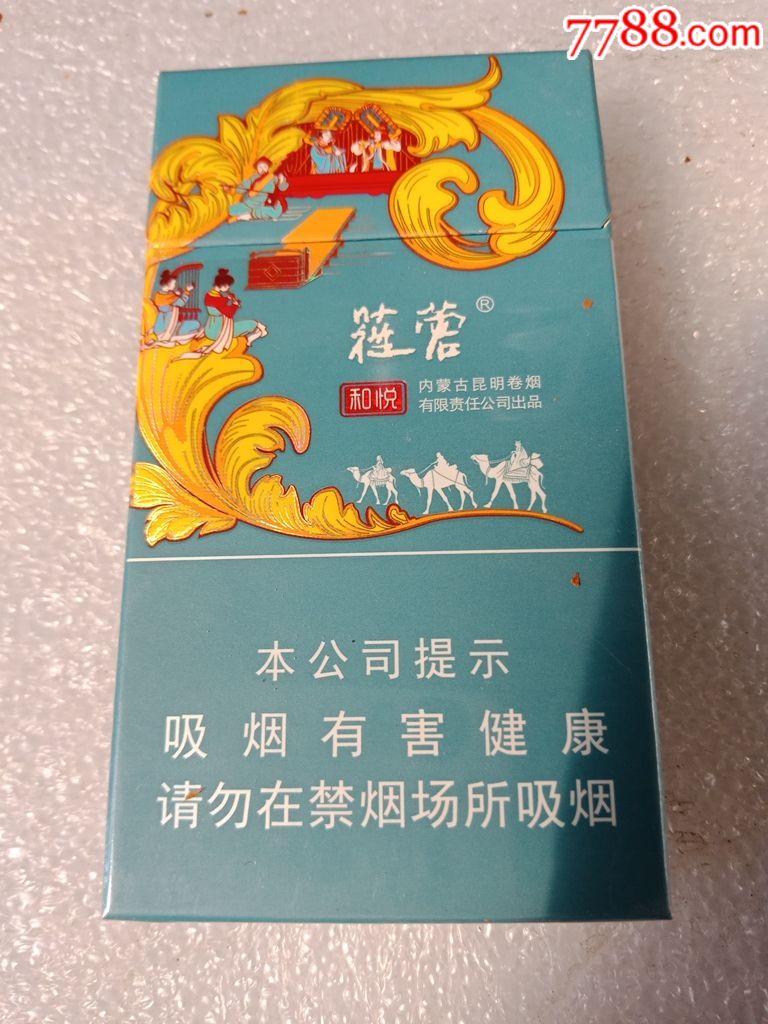 7788.com
蓯蓉®
和悦
内蒙古昆明卷烟
有限责任公司出品
本公司提示
吸烟有害健康
请勿在禁烟场所吸烟